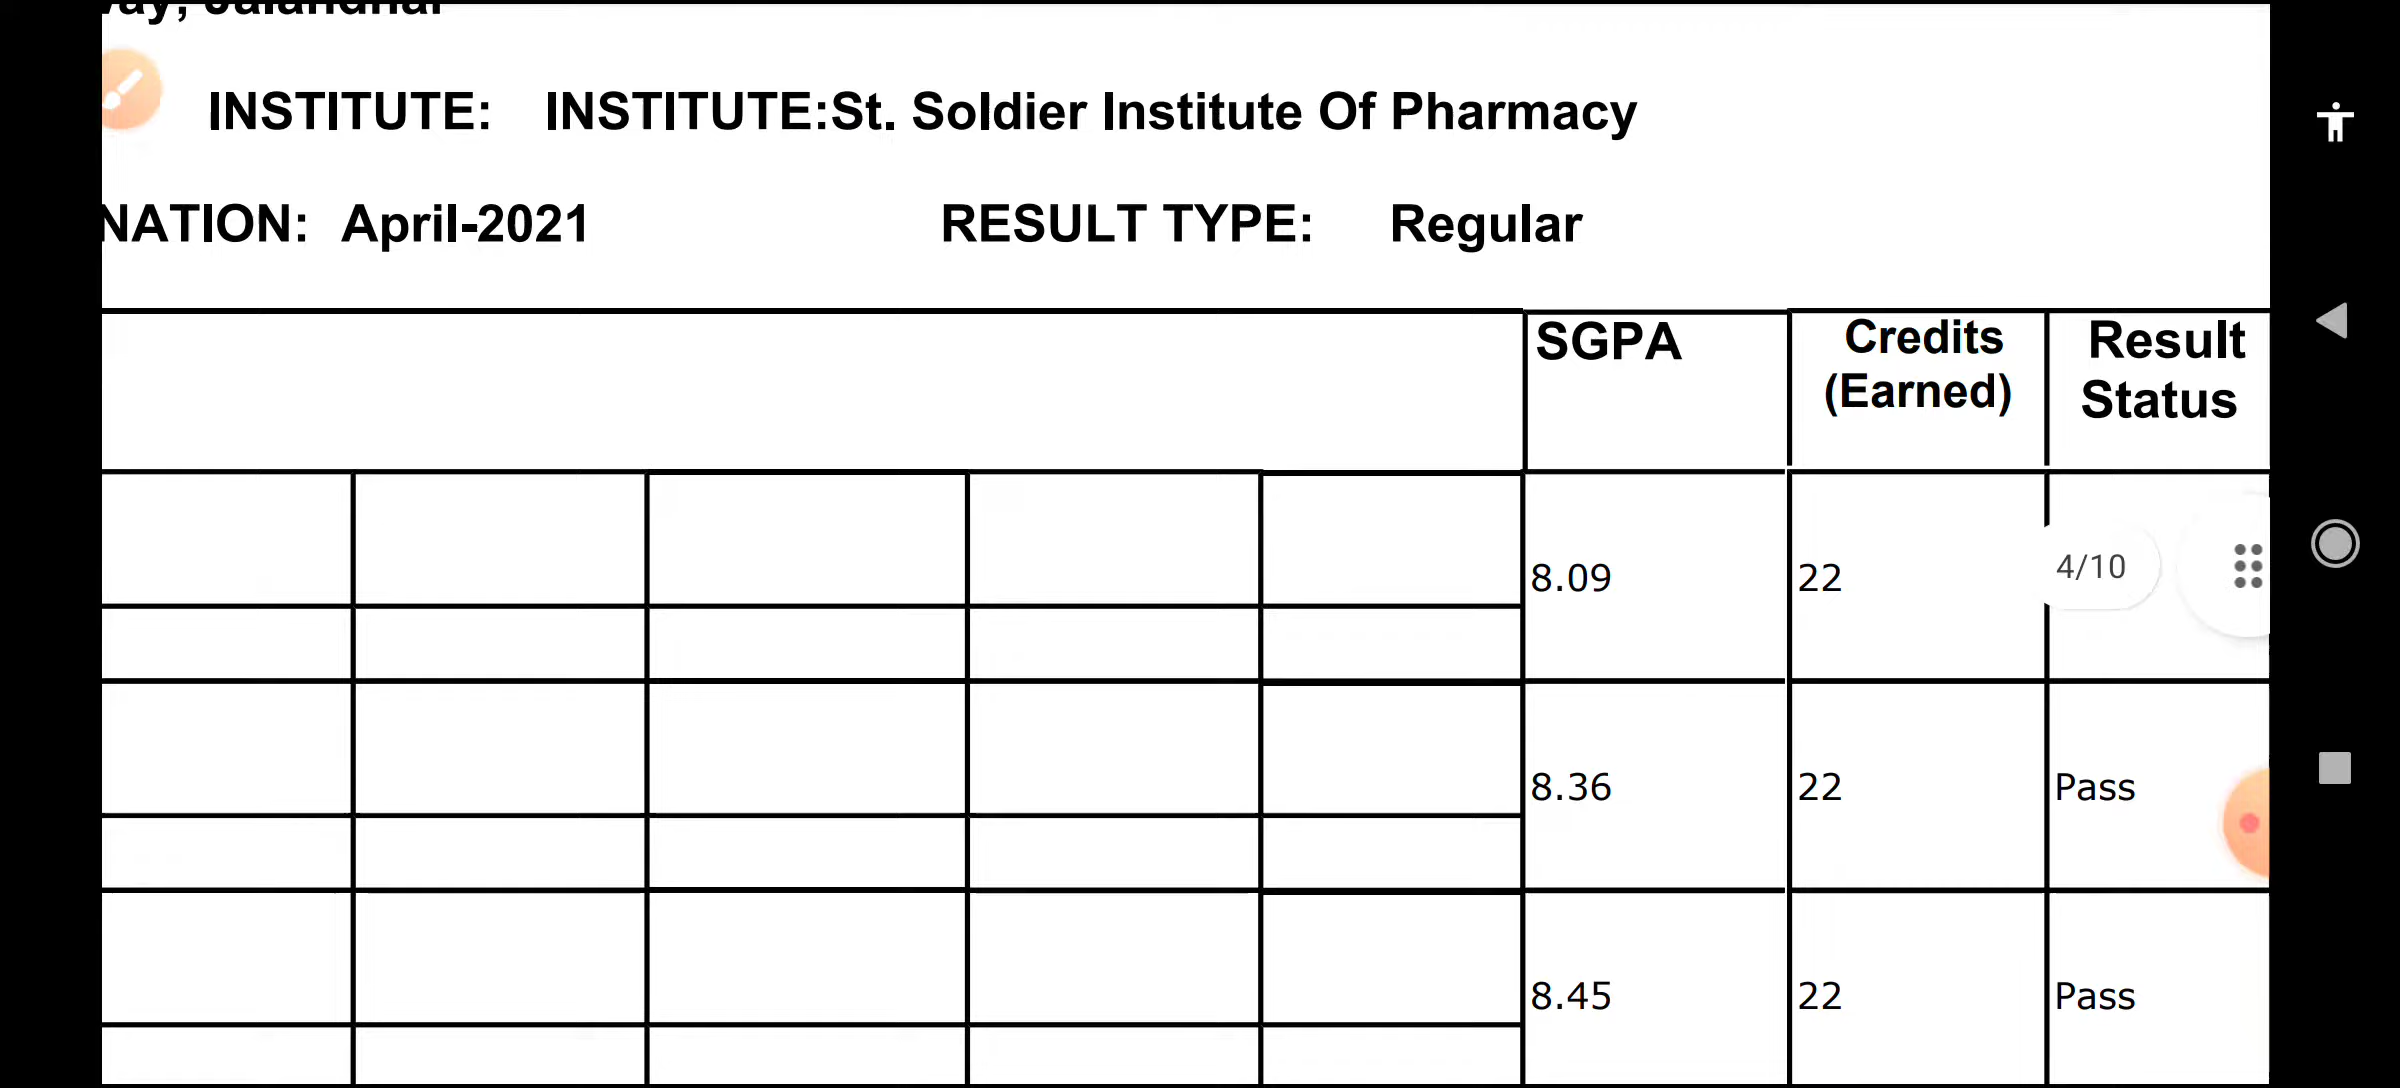 Jalandhar
INSTITUTE: INSTITUTE:St. Soldier Institute Of Pharmacy
NATION: April-2021 RESULT TYPE: Regular
SGPA Credits (Earned) Result Status
8.09 22 4/10
8.36 22 Pass
8.45 22 Pass